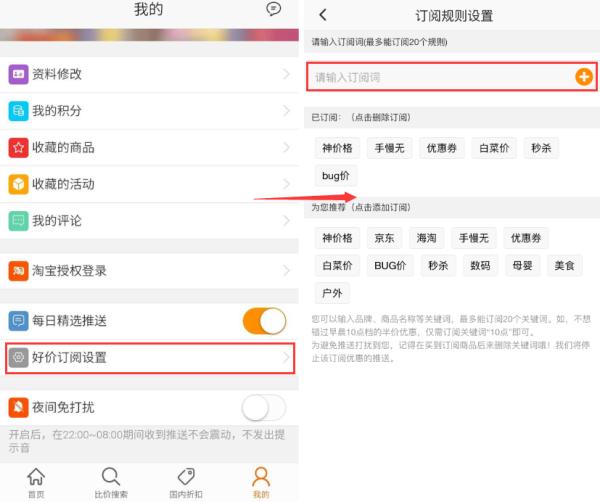 我的
资料修改
我的积分
收藏的商品
收藏的活动
我的评论
淘宝授权登录
每日精选推送
好价订阅设置
夜间免打扰
开启后，在22:00~08:00期间收到推送不会震动，不发出提
示音
首页 比价搜索 国内折扣 我的
订阅规则设置
请输入订阅词(最多能订阅20个规则)
请输入订阅词
已订阅：（点击删除订阅）
神价格 手慢无 优惠券 白菜价 秒杀
bug价
为您推荐（点击添加订阅）
神价格 京东 海淘 手慢无 优惠券
白菜价 BUG价 秒杀 数码 母婴 美食
户外
您可以输入品牌、商品名称等关键词，最多能订阅20个关键词。如，不想
错过早晨10点档的半价优惠，仅需订阅关键词“10点”即可。
为避免推送打扰到您，记得在买到订阅商品后来删除关键词哦！我们将停
止该订阅优惠的推送。